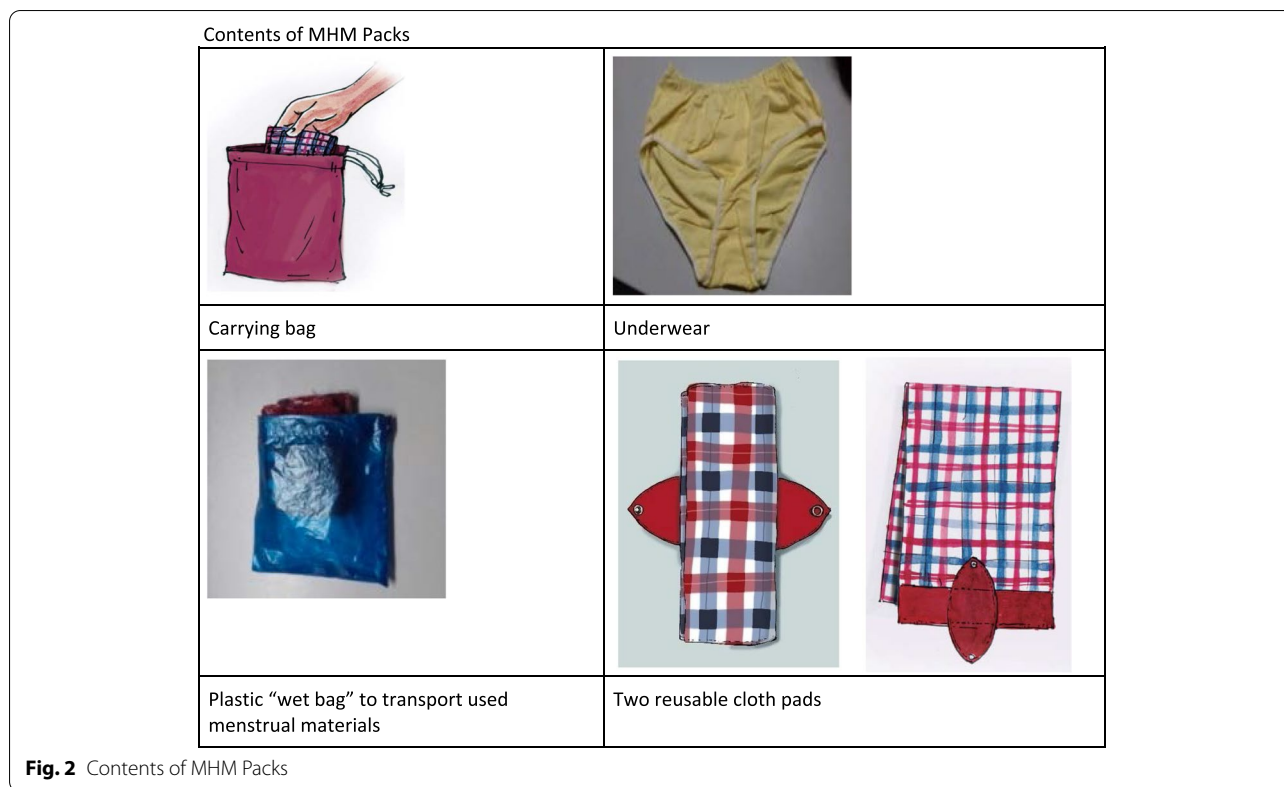 Contents of MHM Packs
Carrying bag
Underwear
Plastic “wet bag” to transport used
menstrual materials
Two reusable cloth pads
Fig. 2 Contents of MHM Packs